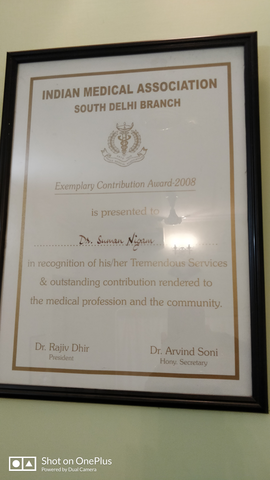 INDIAN MEDICAL ASSOCIATION
SOUTH DELHI BRANCH
Exemplary Contribution Award-2008
is presented to
Dr. Suman Nigam
in recognition of his/her Tremendous Services
& outstanding contribution rendered to
the medical profession and the community.
Dr. Rajiv Dhir
President
Dr. Arvind Soni
Hony. Secretary
Shot on OnePlus
Powered by Dual Camera